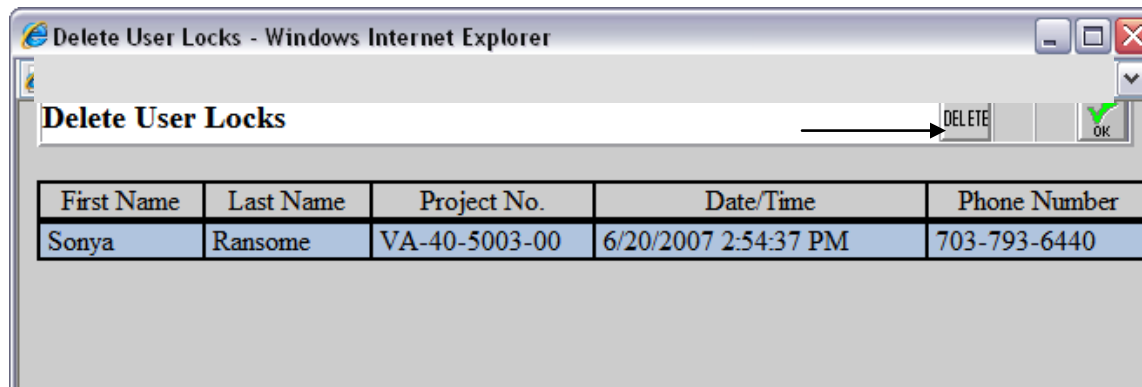 Delete User Locks - Windows Internet Explorer
Delete User Locks DELETE OK
First Name Last Name Project No. Date/Time Phone Number
Sonya Ransome VA-40-5003-00 6/20/2007 2:54:37 PM 703-793-6440